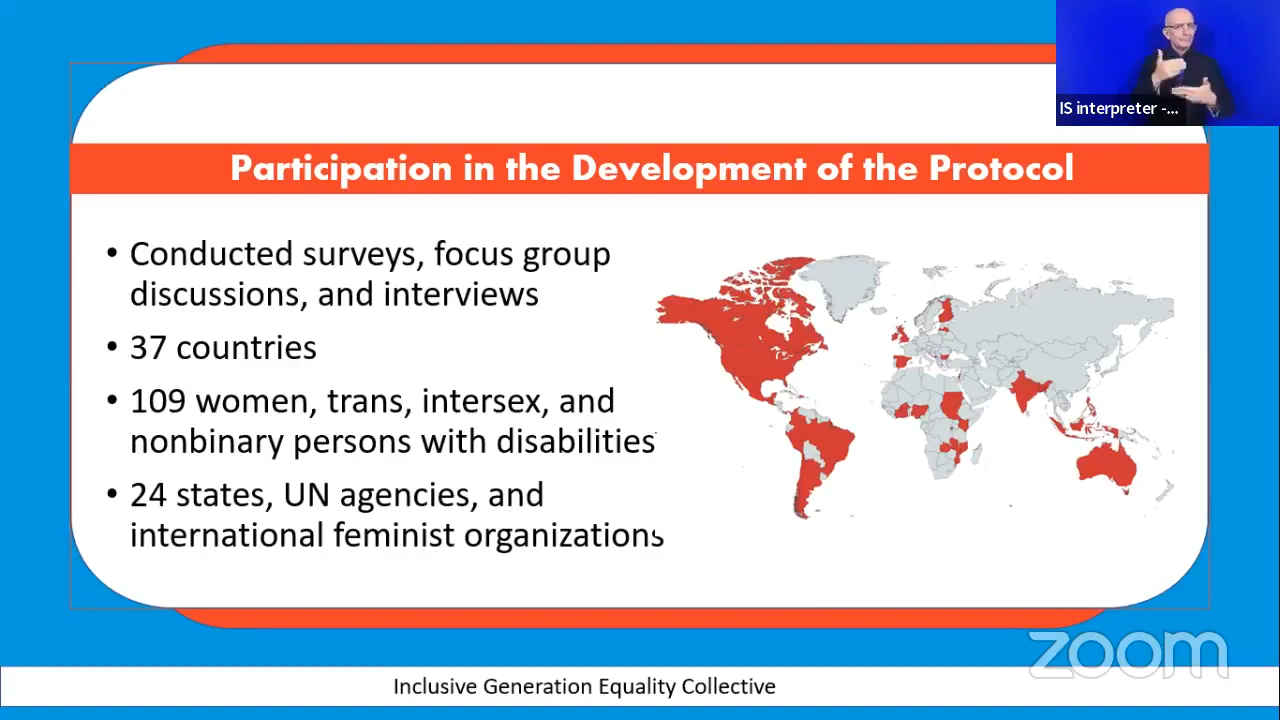 IS interpreter -...
Participation in the Development of the Protocol
• Conducted surveys, focus group
discussions, and interviews
• 37 countries
• 109 women, trans, intersex, and
nonbinary persons with disabilities
• 24 states, UN agencies, and
international feminist organizations
zoom
Inclusive Generation Equality Collective